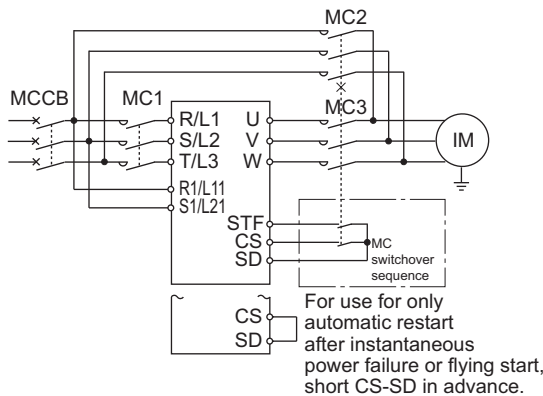 MC2
MCCB
MC1
MC3
R/L1
S/L2
T/L3
R1/L11
S1/L21
U
V
W
IM
STF
CS
SD
MC
switchover
sequence
CS
SD
For use for only
automatic restart
after instantaneous
power failure or flying start,
short CS-SD in advance.